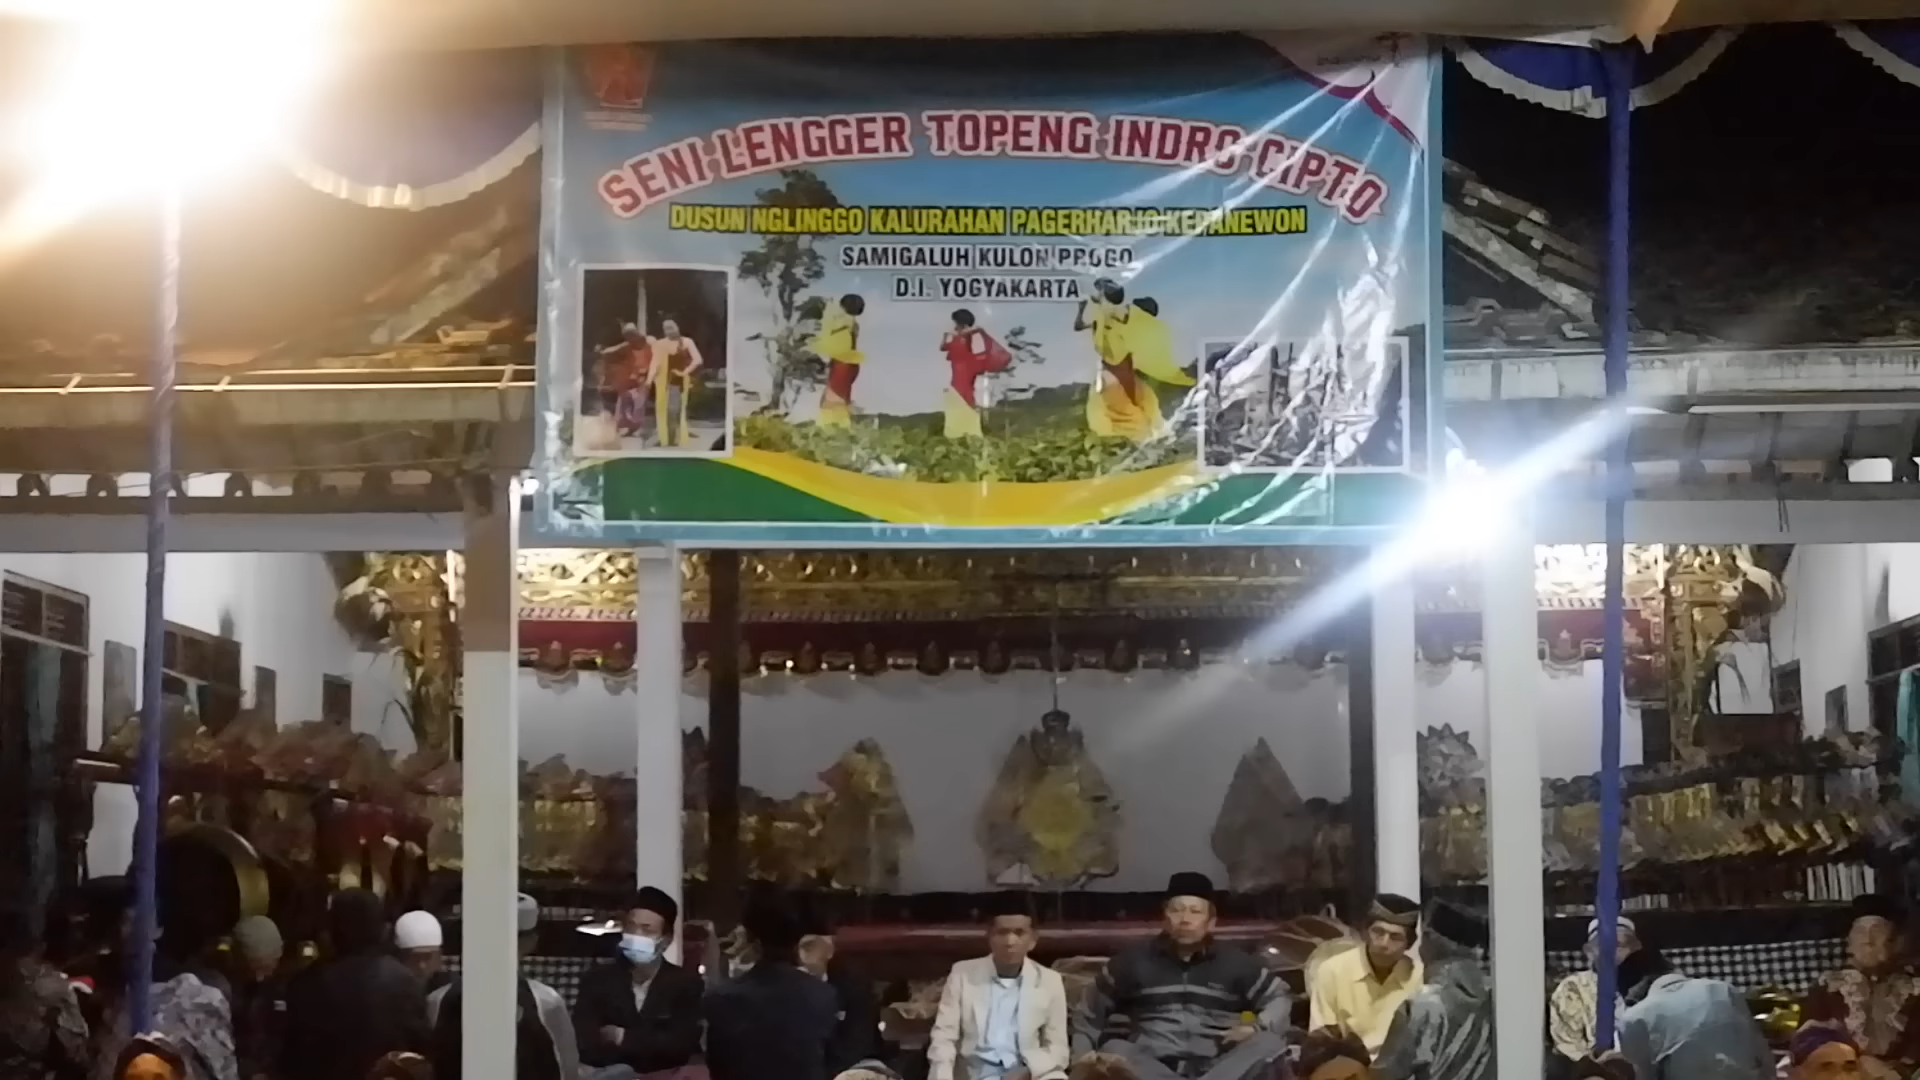 SENI LENGGER TOPENG INDRO CIPTO
DUSUN NGLINGGO KALURAHAN PAGERHARJO KEPANEWON
SAMIGALUH KULON PROGO
D.I. YOGYAKARTA